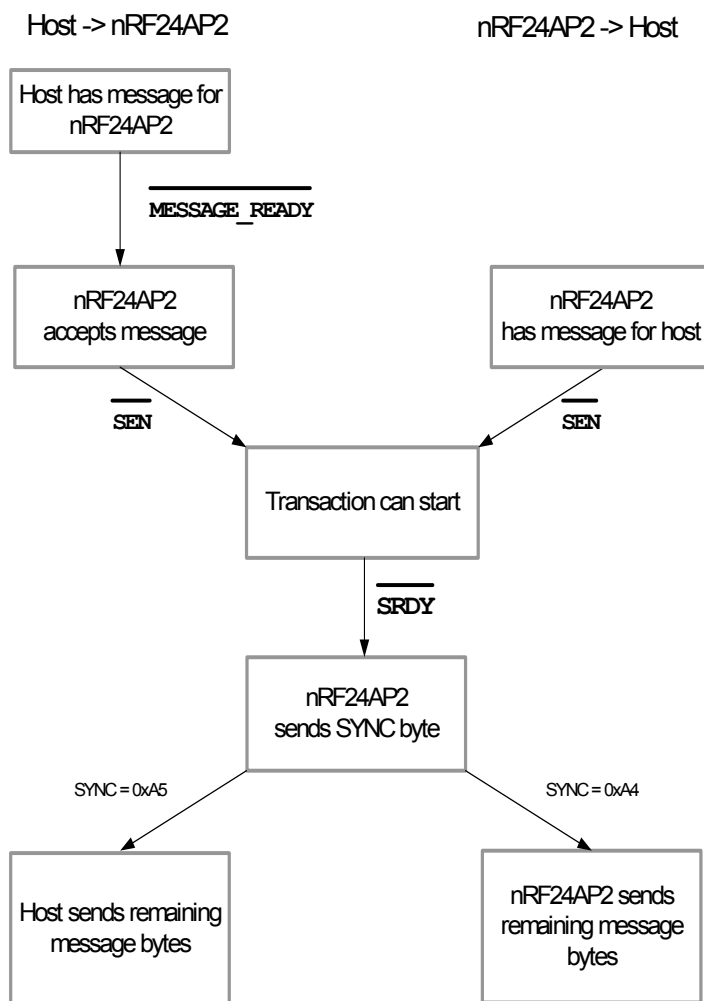 Host -> nRF24AP2
nRF24AP2 -> Host
Host has message for
nRF24AP2
MESSAGE_READY
nRF24AP2
accepts message
nRF24AP2
has message for host
SEN
SEN
Transaction can start
SRDY
nRF24AP2
sends SYNC byte
SYNC = 0xA5
SYNC = 0xA4
Host sends remaining
message bytes
nRF24AP2 sends
remaining message
bytes